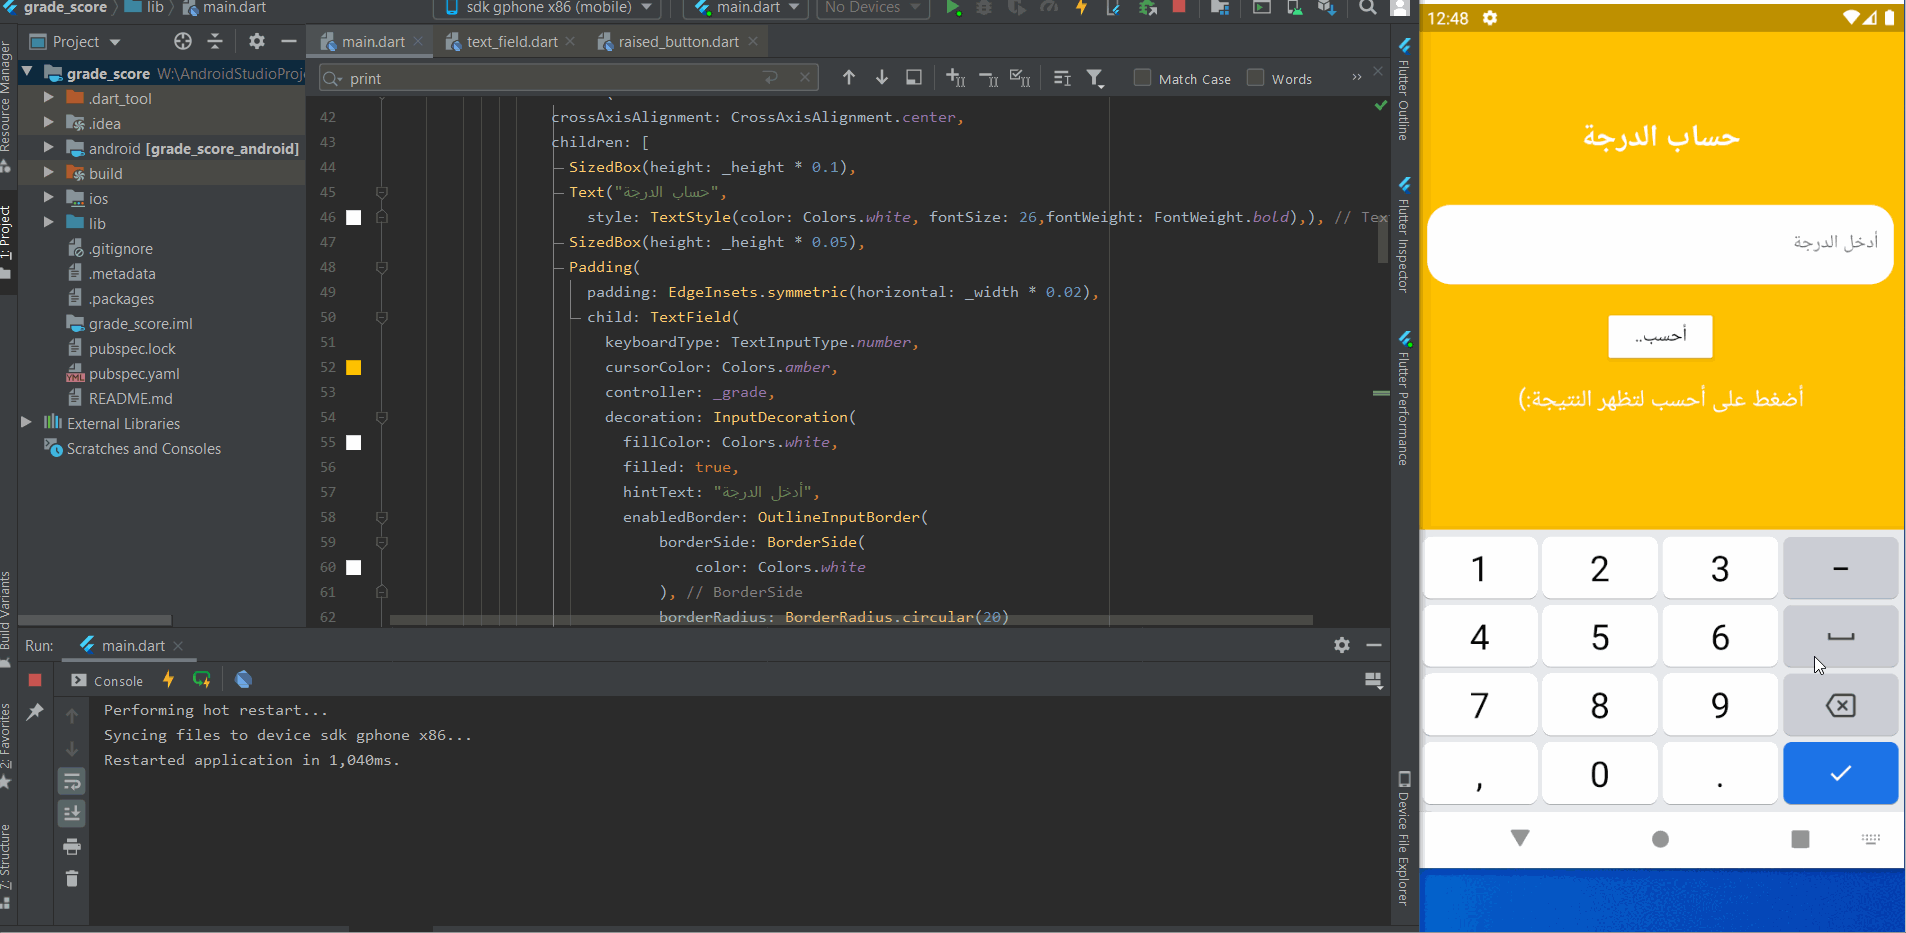 grade_score lib main.dart
sdk gphone x86 (mobile) main.dart No Devices
Project
main.dart text_field.dart raised_button.dart
print
Match Case Words
grade_score W:\AndroidStudioProj
.dart_tool
.idea
android [grade_score_android]
build
ios
lib
.gitignore
.metadata
.packages
grade_score.iml
pubspec.lock
pubspec.yaml
README.md
External Libraries
Scratches and Consoles
Resource Manager
1: Project
Build Variants
2: Favorites
7: Structure
42 crossAxisAlignment: CrossAxisAlignment.center,
43 children: [
44 SizedBox(height: _height * 0.1),
45 Text("حساب الدرجة",
46 style: TextStyle(color: Colors.white, fontSize: 26,fontWeight: FontWeight.bold),), // Te
47 SizedBox(height: _height * 0.05),
48 Padding(
49 padding: EdgeInsets.symmetric(horizontal: _width * 0.02),
50 child: TextField(
51 keyboardType: TextInputType.number,
52 cursorColor: Colors.amber,
53 controller: _grade,
54 decoration: InputDecoration(
55 fillColor: Colors.white,
56 filled: true,
57 hintText: "أدخل الدرجة",
58 enabledBorder: OutlineInputBorder(
59 borderSide: BorderSide(
60 color: Colors.white
61 ), // BorderSide
62 borderRadius: BorderRadius.circular(20)
Run: main.dart
Console
Performing hot restart...
Syncing files to device sdk gphone x86...
Restarted application in 1,040ms.
Flutter Outline
Flutter Inspector
Flutter Performance
Device File Explorer
12:48
حساب الدرجة
أدخل الدرجة
أحسب..
أضغط على أحسب لتظهر النتيجة:)
1 2 3 -
4 5 6
7 8 9
, 0 .